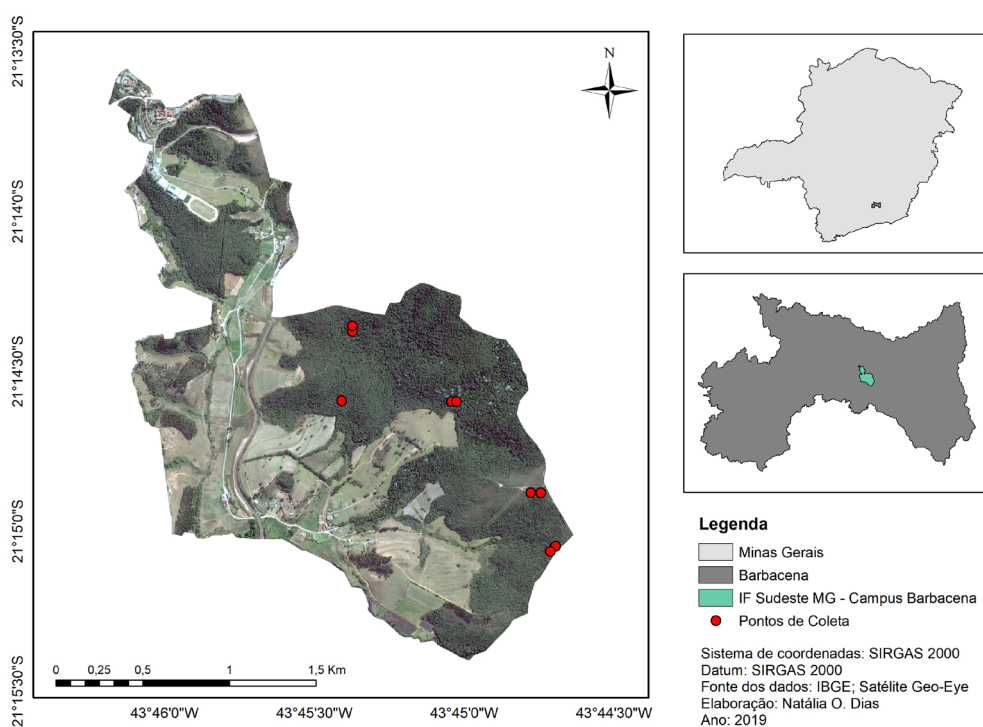 N
21°13'30"S
21°14'0"S
21°14'30"S
21°15'0"S
21°15'30"S
0 0,25 0,5 1 1,5 Km
43°46'0"W 43°45'30"W 43°45'0"W 43°44'30"W
Legenda
Minas Gerais
Barbacena
IF Sudeste MG - Campus Barbacena
Pontos de Coleta
Sistema de coordenadas: SIRGAS 2000
Datum: SIRGAS 2000
Fonte dos dados: IBGE; Satélite Geo-Eye
Elaboração: Natália O. Dias
Ano: 2019